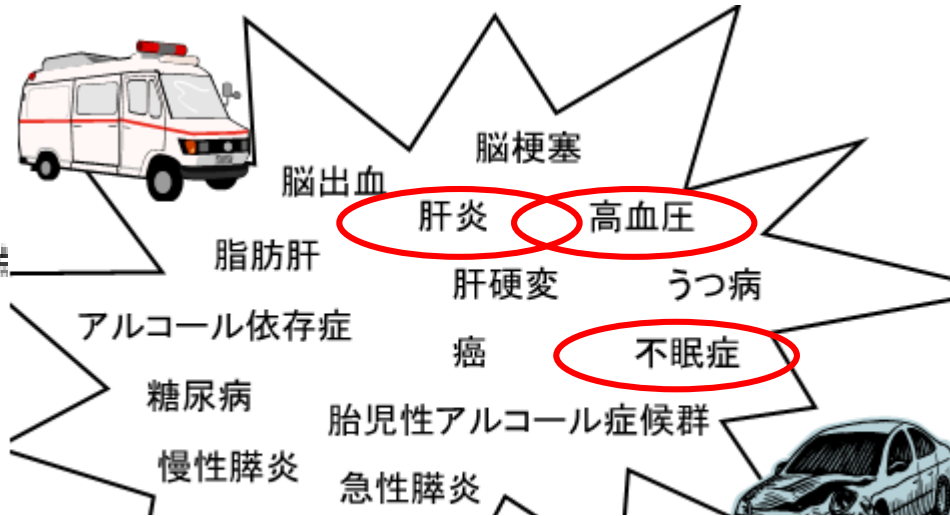 脳梗塞
脳出血
肝炎
高血圧
脂肪肝
肝硬変
うつ病
アルコール依存症
癌
不眠症
糖尿病
胎児性アルコール症候群
慢性膵炎
急性膵炎